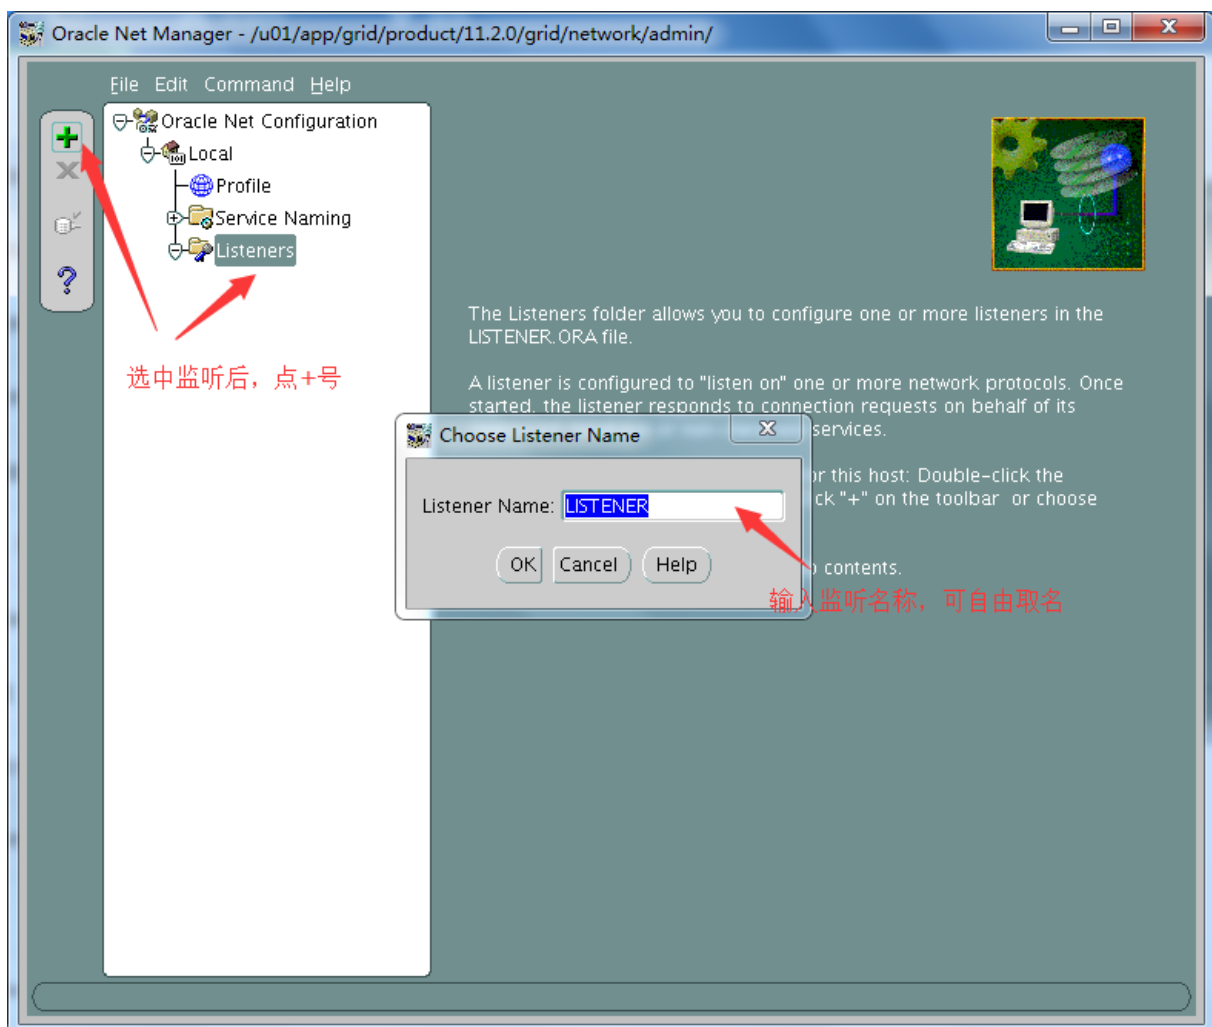 Oracle Net Manager - /u01/app/grid/product/11.2.0/grid/network/admin/
File Edit Command Help
Oracle Net Configuration
Local
Profile
Service Naming
Listeners
选中监听后，点+号
The Listeners folder allows you to configure one or more listeners in the
LISTENER.ORA file.
A listener is configured to "listen on" one or more network protocols. Once
started, the listener responds to connection requests on behalf of its
services.
or this host: Double-click the
ck "+" on the toolbar or choose
contents.
Choose Listener Name
Listener Name: LISTENER
OK Cancel Help
输入监听名称，可自由取名